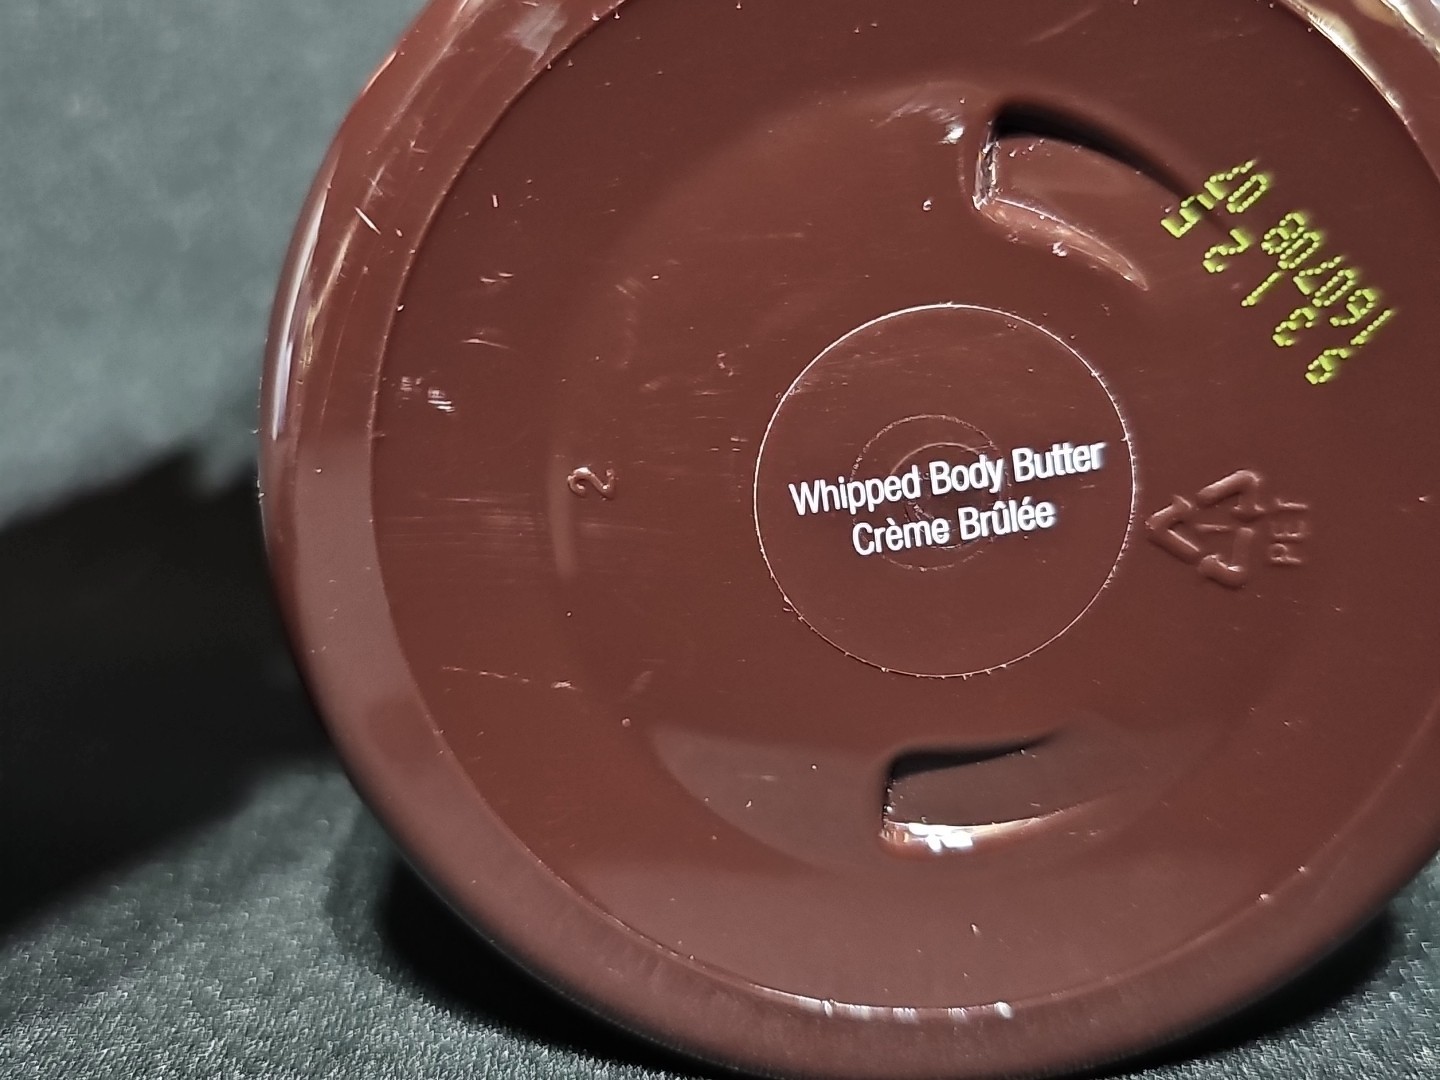 Whipped Body Butter
Crème Brûlée
2
PET